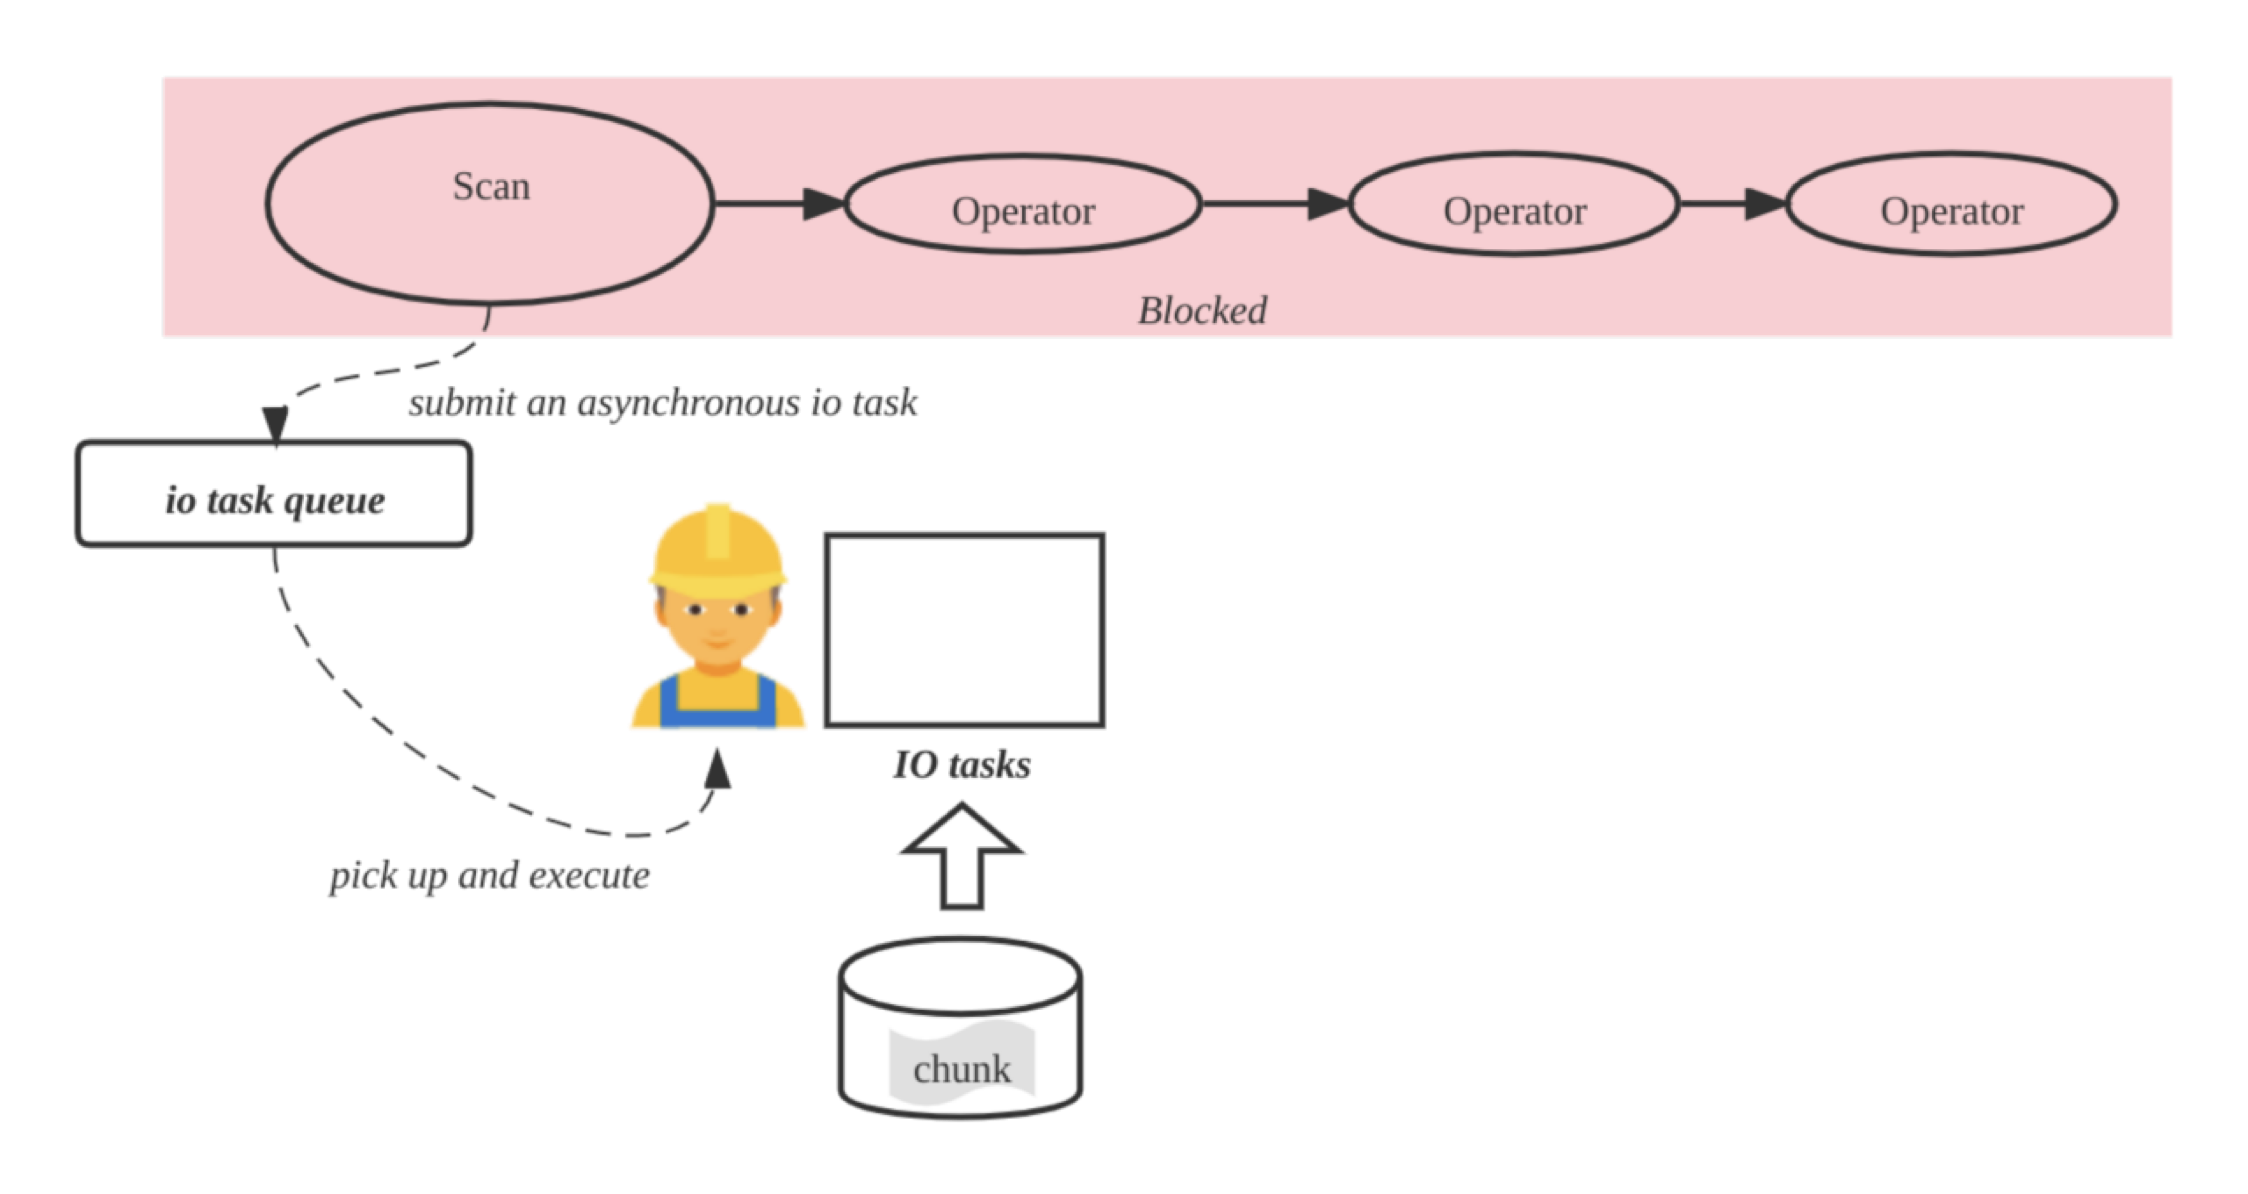 Scan
Operator
Operator
Operator
Blocked
submit an asynchronous io task
io task queue
IO tasks
pick up and execute
chunk